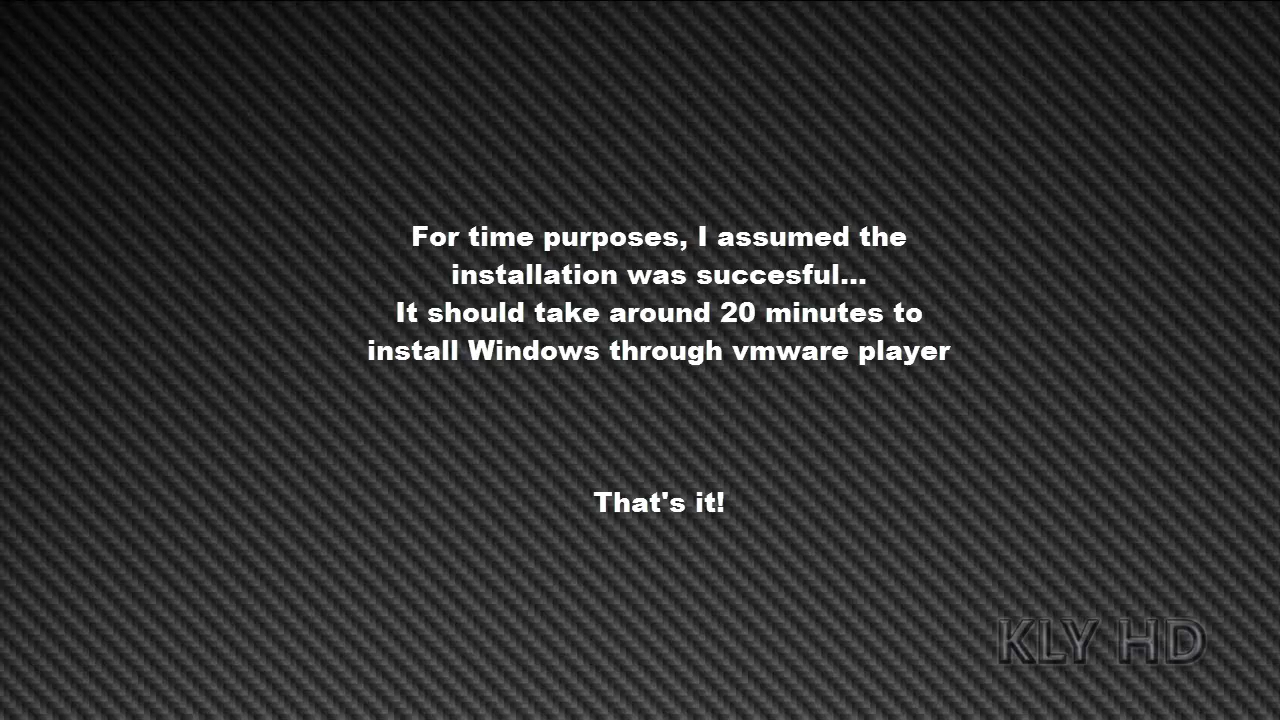 For time purposes, I assumed the
installation was succesful...
It should take around 20 minutes to
install Windows through vmware player
That's it!
KLY HD